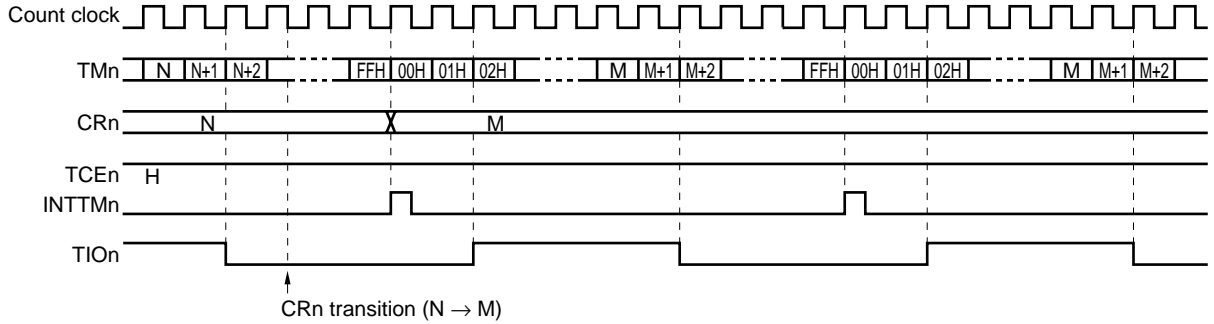 Count clock
TMn N N+1 N+2 FFH 00H 01H 02H M M+1 M+2 FFH 00H 01H 02H M M+1 M+2
CRn N M
TCEn H
INTTMn
TIOn
CRn transition (N → M)